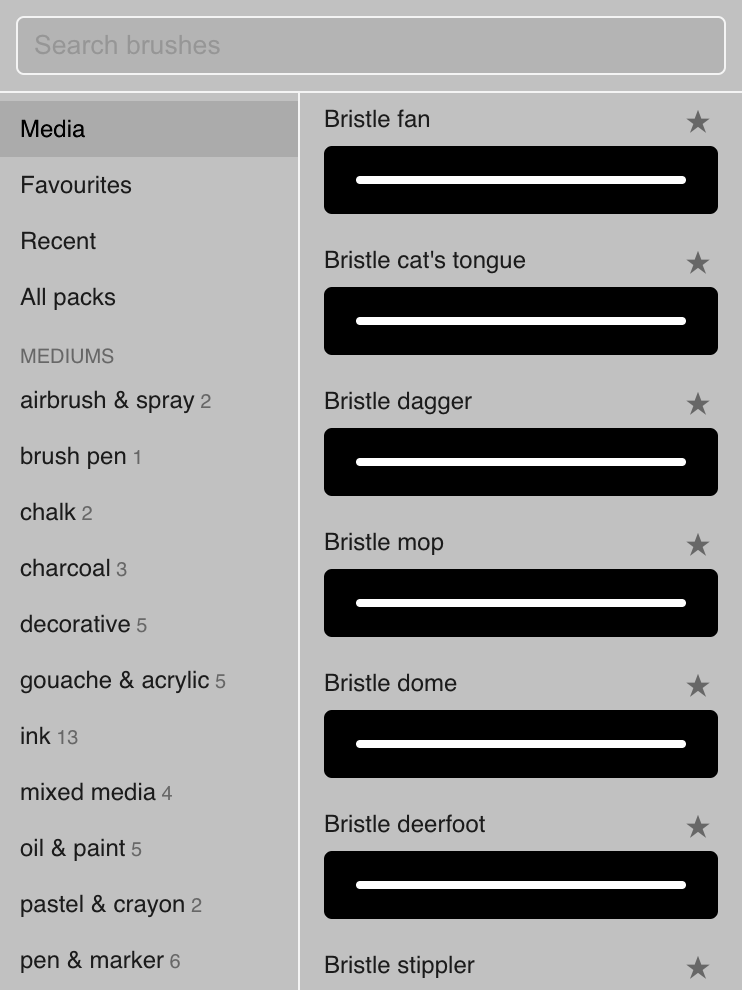 Search brushes
Media
Favourites
Recent
All packs
MEDIUMS
airbrush & spray 2
brush pen 1
chalk 2
charcoal 3
decorative 5
gouache & acrylic 5
ink 13
mixed media 4
oil & paint 5
pastel & crayon 2
pen & marker 6
Bristle fan
Bristle cat's tongue
Bristle dagger
Bristle mop
Bristle dome
Bristle deerfoot
Bristle stippler